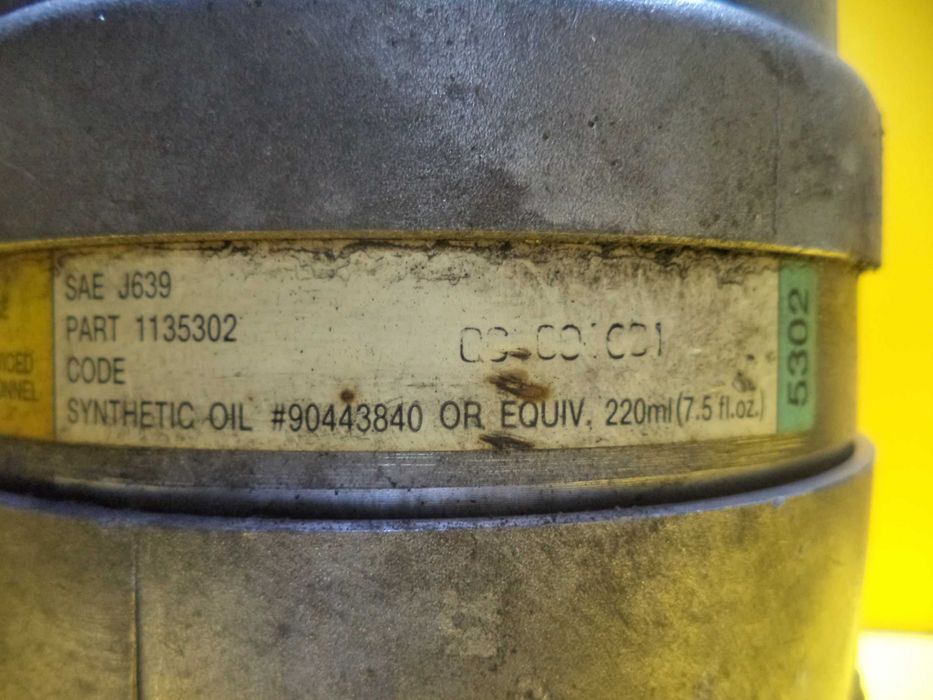 SAE J639
PART 1135302
CODE
SYNTHETIC OIL #90443840 OR EQUIV, 220ml (7.5 fl.oz.)
5302